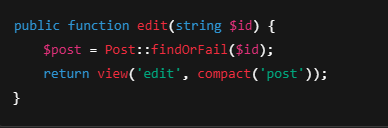 public function edit(string $id) {
    $post = Post::findOrFail($id);
    return view('edit', compact('post'));
}